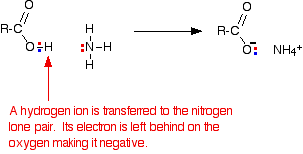 O
R-C
O H
H
N-H
H
O
R-C
O⁻
NH₄⁺
A hydrogen ion is transferred to the nitrogen
lone pair. Its electron is left behind on the
oxygen making it negative.